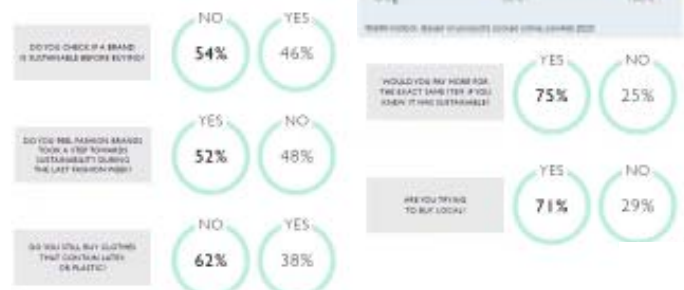 NO YES
DO YOU CHECK IF A BRAND
IS SUSTAINABLE BEFORE BUYING?
54% 46%
YES NO
DO YOU FEEL FASHION BRANDS
TOOK A STEP TOWARDS
SUSTAINABILITY DURING
THE LAST FASHION WEEK?
52% 48%
NO YES
DO YOU STILL BUY CLOTHES
THAT CONTAIN LATEX
OR PLASTIC?
62% 38%
YES NO
WOULD YOU PAY MORE FOR
THE EXACT SAME ITEM IF YOU
KNEW IT WAS SUSTAINABLE?
75% 25%
YES NO
ARE YOU TRYING
TO BUY LOCAL?
71% 29%